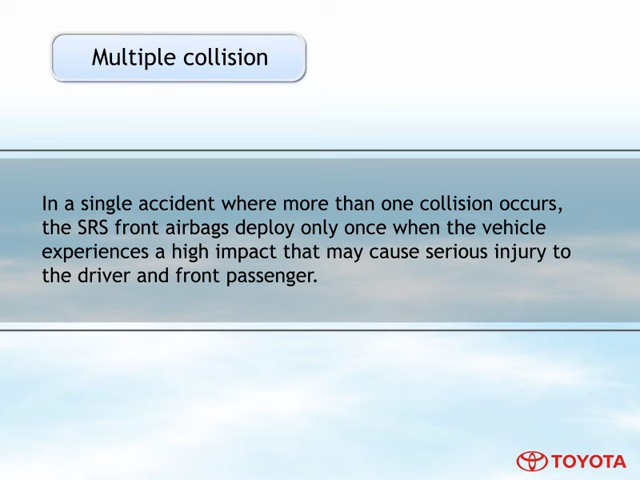 Multiple collision
In a single accident where more than one collision occurs,
the SRS front airbags deploy only once when the vehicle
experiences a high impact that may cause serious injury to
the driver and front passenger.
TOYOTA